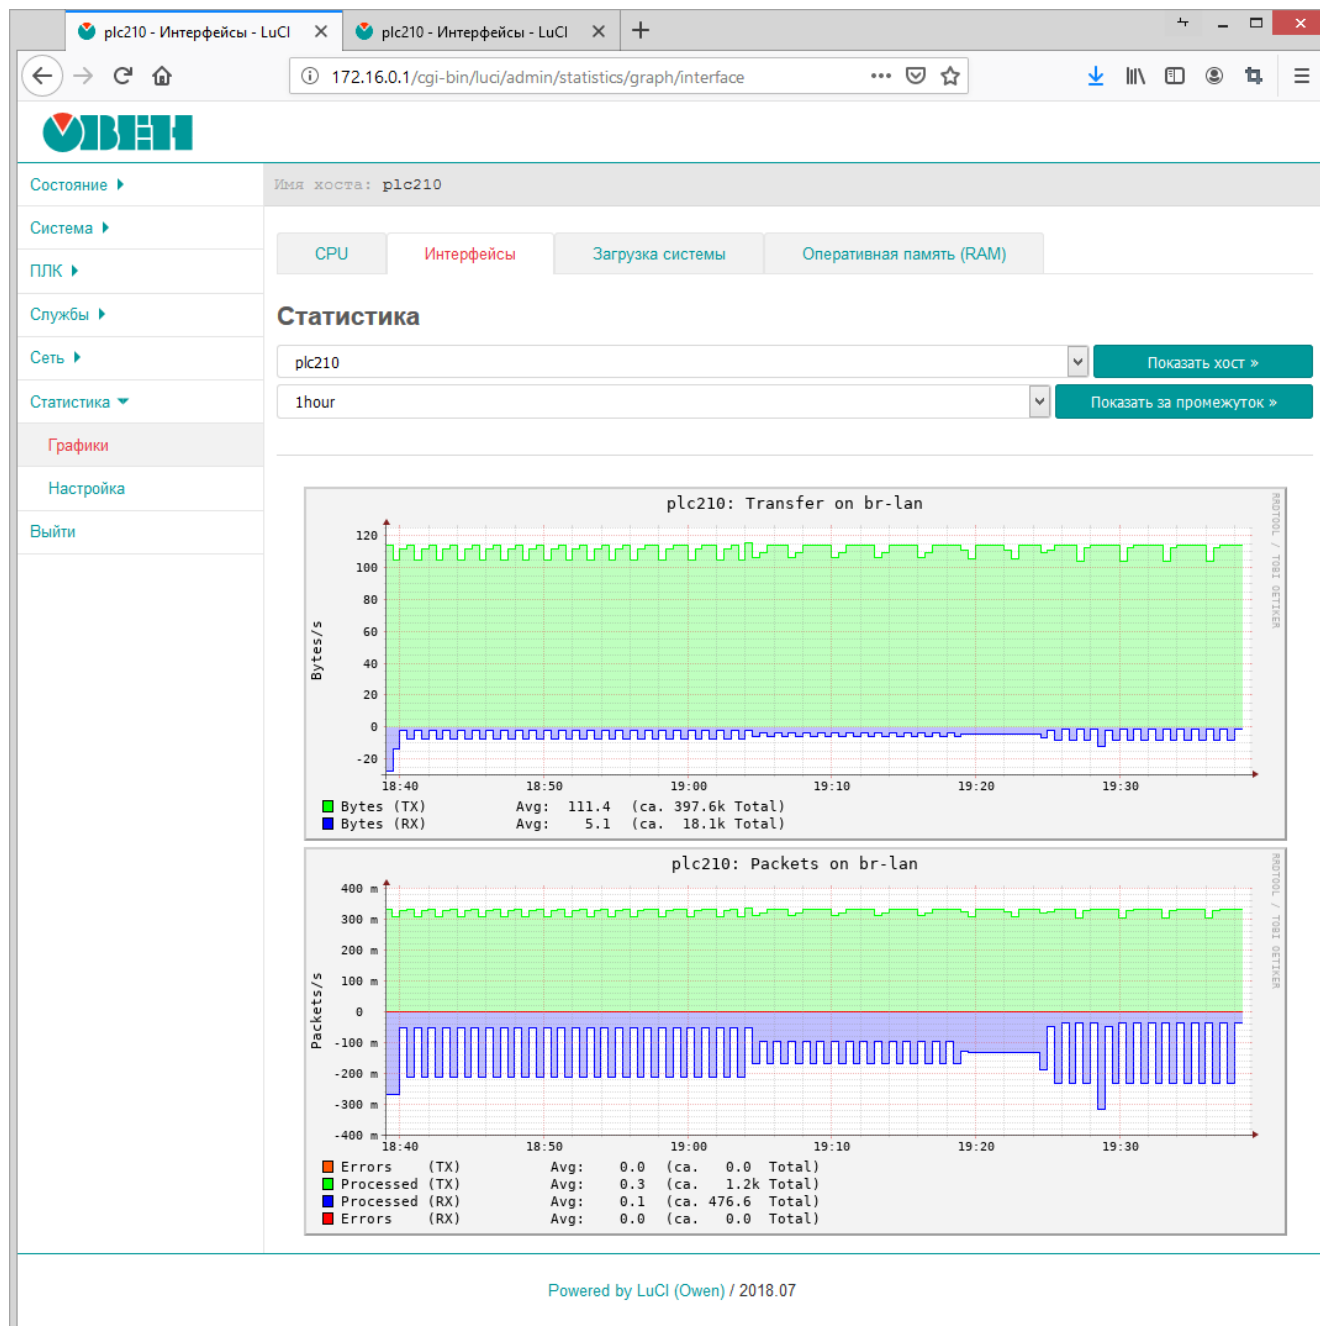 plc210 - Интерфейсы - LuCI
plc210 - Интерфейсы - LuCI
172.16.0.1/cgi-bin/luci/admin/statistics/graph/interface
ОВЕН
Состояние
Имя хоста: plc210
Система
ПЛК
Службы
Сеть
Статистика
Графики
Настройка
Выйти
CPU
Интерфейсы
Загрузка системы
Оперативная память (RAM)
Статистика
plc210
Показать хост »
1hour
Показать за промежуток »
plc210: Transfer on br-lan
RRDTOOL / TOBI OETIKER
Bytes/s
120
100
80
60
40
20
0
-20
18:40 18:50 19:00 19:10 19:20 19:30
Bytes (TX) Avg: 111.4 (ca. 397.6k Total)
Bytes (RX) Avg: 5.1 (ca. 18.1k Total)
plc210: Packets on br-lan
RRDTOOL / TOBI OETIKER
Packets/s
400 m
300 m
200 m
100 m
0
-100 m
-200 m
-300 m
-400 m
18:40 18:50 19:00 19:10 19:20 19:30
Errors (TX) Avg: 0.0 (ca. 0.0 Total)
Processed (TX) Avg: 0.3 (ca. 1.2k Total)
Processed (RX) Avg: 0.1 (ca. 476.6 Total)
Errors (RX) Avg: 0.0 (ca. 0.0 Total)
Powered by LuCI (Owen) / 2018.07